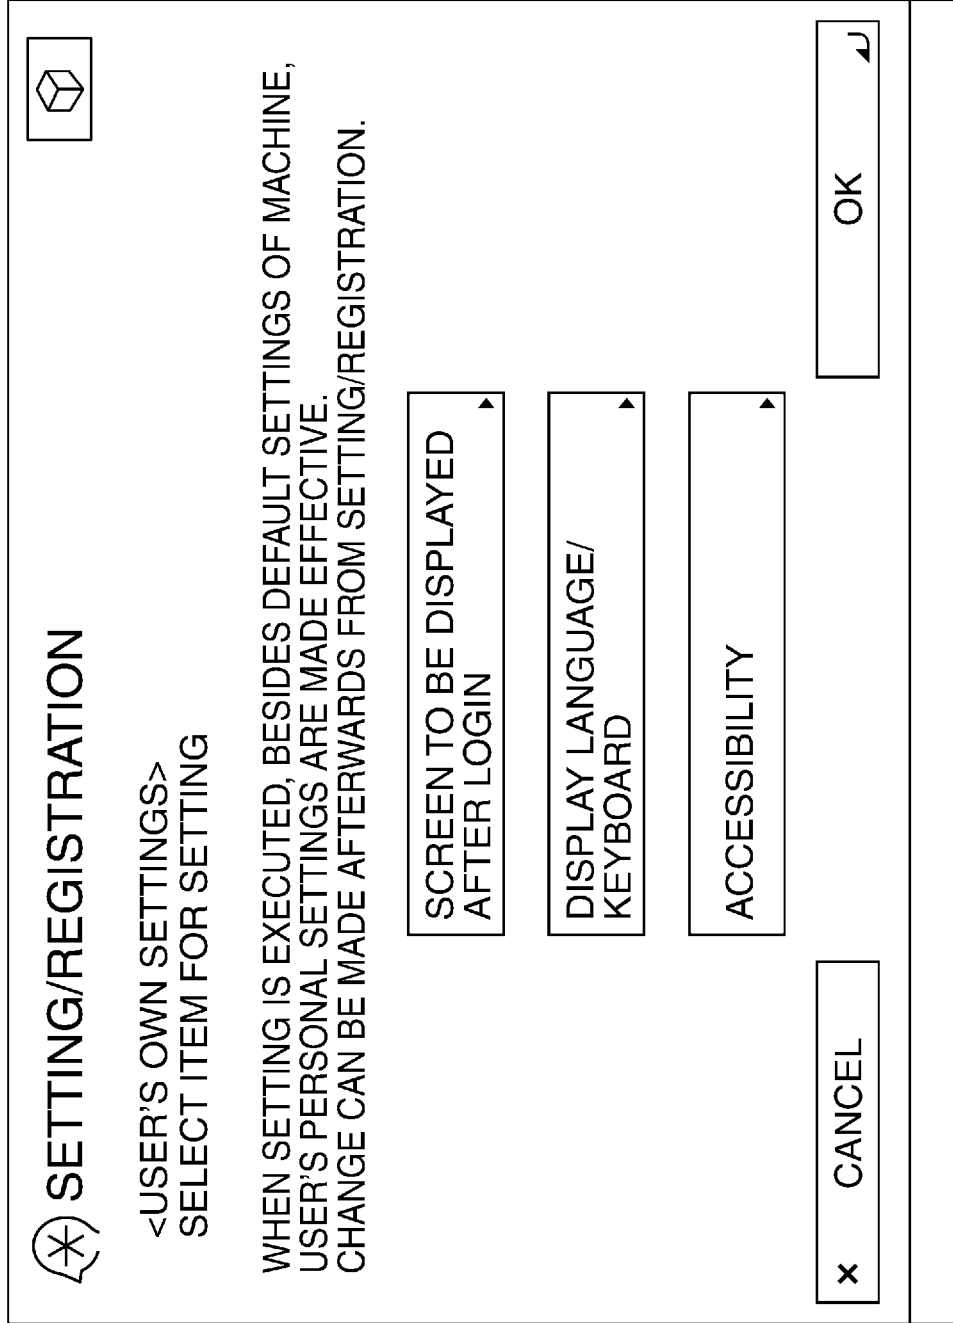 SETTING/REGISTRATION
<USER'S OWN SETTINGS>
SELECT ITEM FOR SETTING
WHEN SETTING IS EXECUTED, BESIDES DEFAULT SETTINGS OF MACHINE,
USER'S PERSONAL SETTINGS ARE MADE EFFECTIVE.
CHANGE CAN BE MADE AFTERWARDS FROM SETTING/REGISTRATION.
SCREEN TO BE DISPLAYED
AFTER LOGIN
DISPLAY LANGUAGE/
KEYBOARD
ACCESSIBILITY
× CANCEL
OK